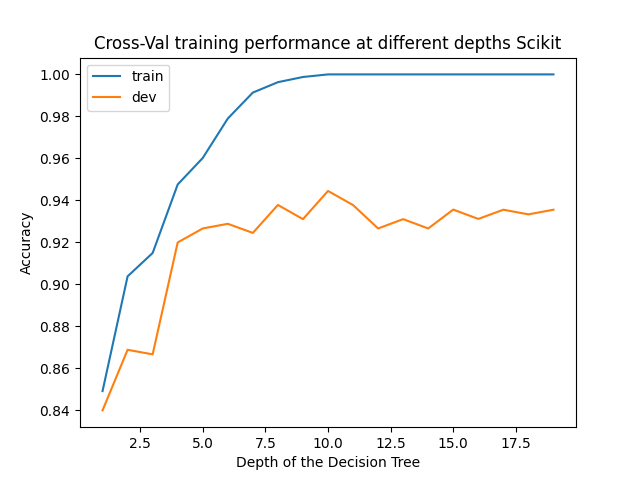 Cross-Val training performance at different depths Scikit
1.00
0.98
0.96
0.94
0.92
0.90
0.88
0.86
0.84
Accuracy
train
dev
2.5 5.0 7.5 10.0 12.5 15.0 17.5
Depth of the Decision Tree